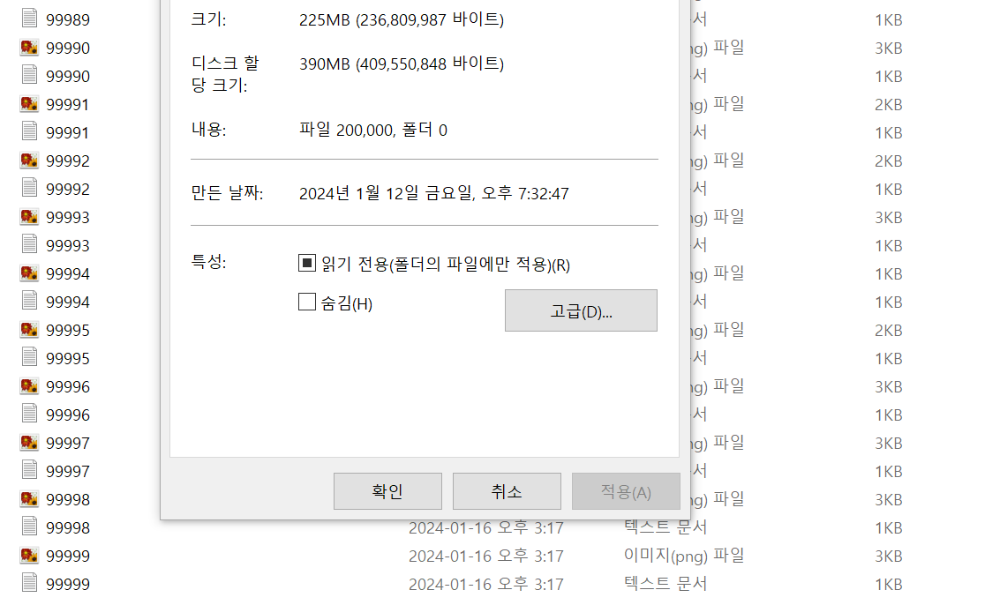 99989 크기: 225MB (236,809,987 바이트) 서 1KB
99990 ng) 파일 3KB
99990 디스크 할 390MB (409,550,848 바이트) 서 1KB
당 크기:
99991 ng) 파일 2KB
99991 내용: 파일 200,000, 폴더 0 서 1KB
99992 ng) 파일 2KB
99992 만든 날짜: 2024년 1월 12일 금요일, 오후 7:32:47 서 1KB
99993 ng) 파일 3KB
99993 서 1KB
99994 특성: 읽기 전용(폴더의 파일에만 적용)(R) ng) 파일 3KB
99994 숨김(H) 고급(D)... 서 1KB
99995 ng) 파일 2KB
99995 서 1KB
99996 ng) 파일 3KB
99996 서 1KB
99997 ng) 파일 3KB
99997 서 1KB
99998 확인 취소 적용(A) ng) 파일 3KB
99998 2024-01-16 오후 3:17 텍스트 문서 1KB
99999 2024-01-16 오후 3:17 이미지(png) 파일 3KB
99999 2024-01-16 오후 3:17 텍스트 문서 1KB